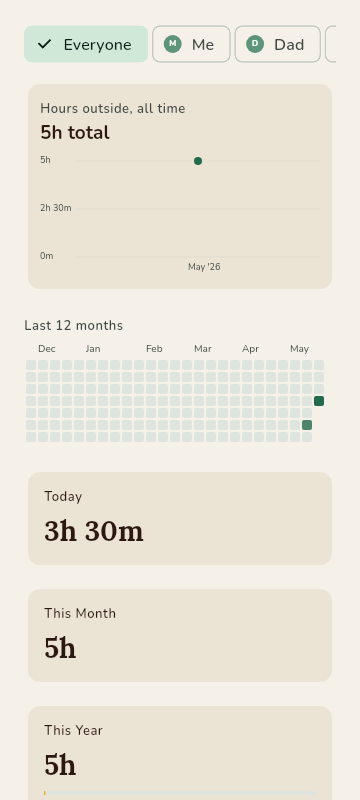 Everyone
M Me
D Dad
Hours outside, all time
5h total
5h
2h 30m
0m
May '26
Last 12 months
Dec Jan Feb Mar Apr May
Today
3h 30m
This Month
5h
This Year
5h